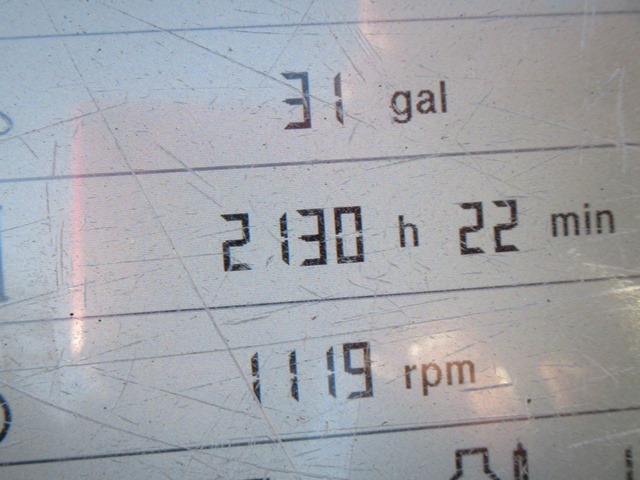 31 gal
2130 h 22 min
1119 rpm